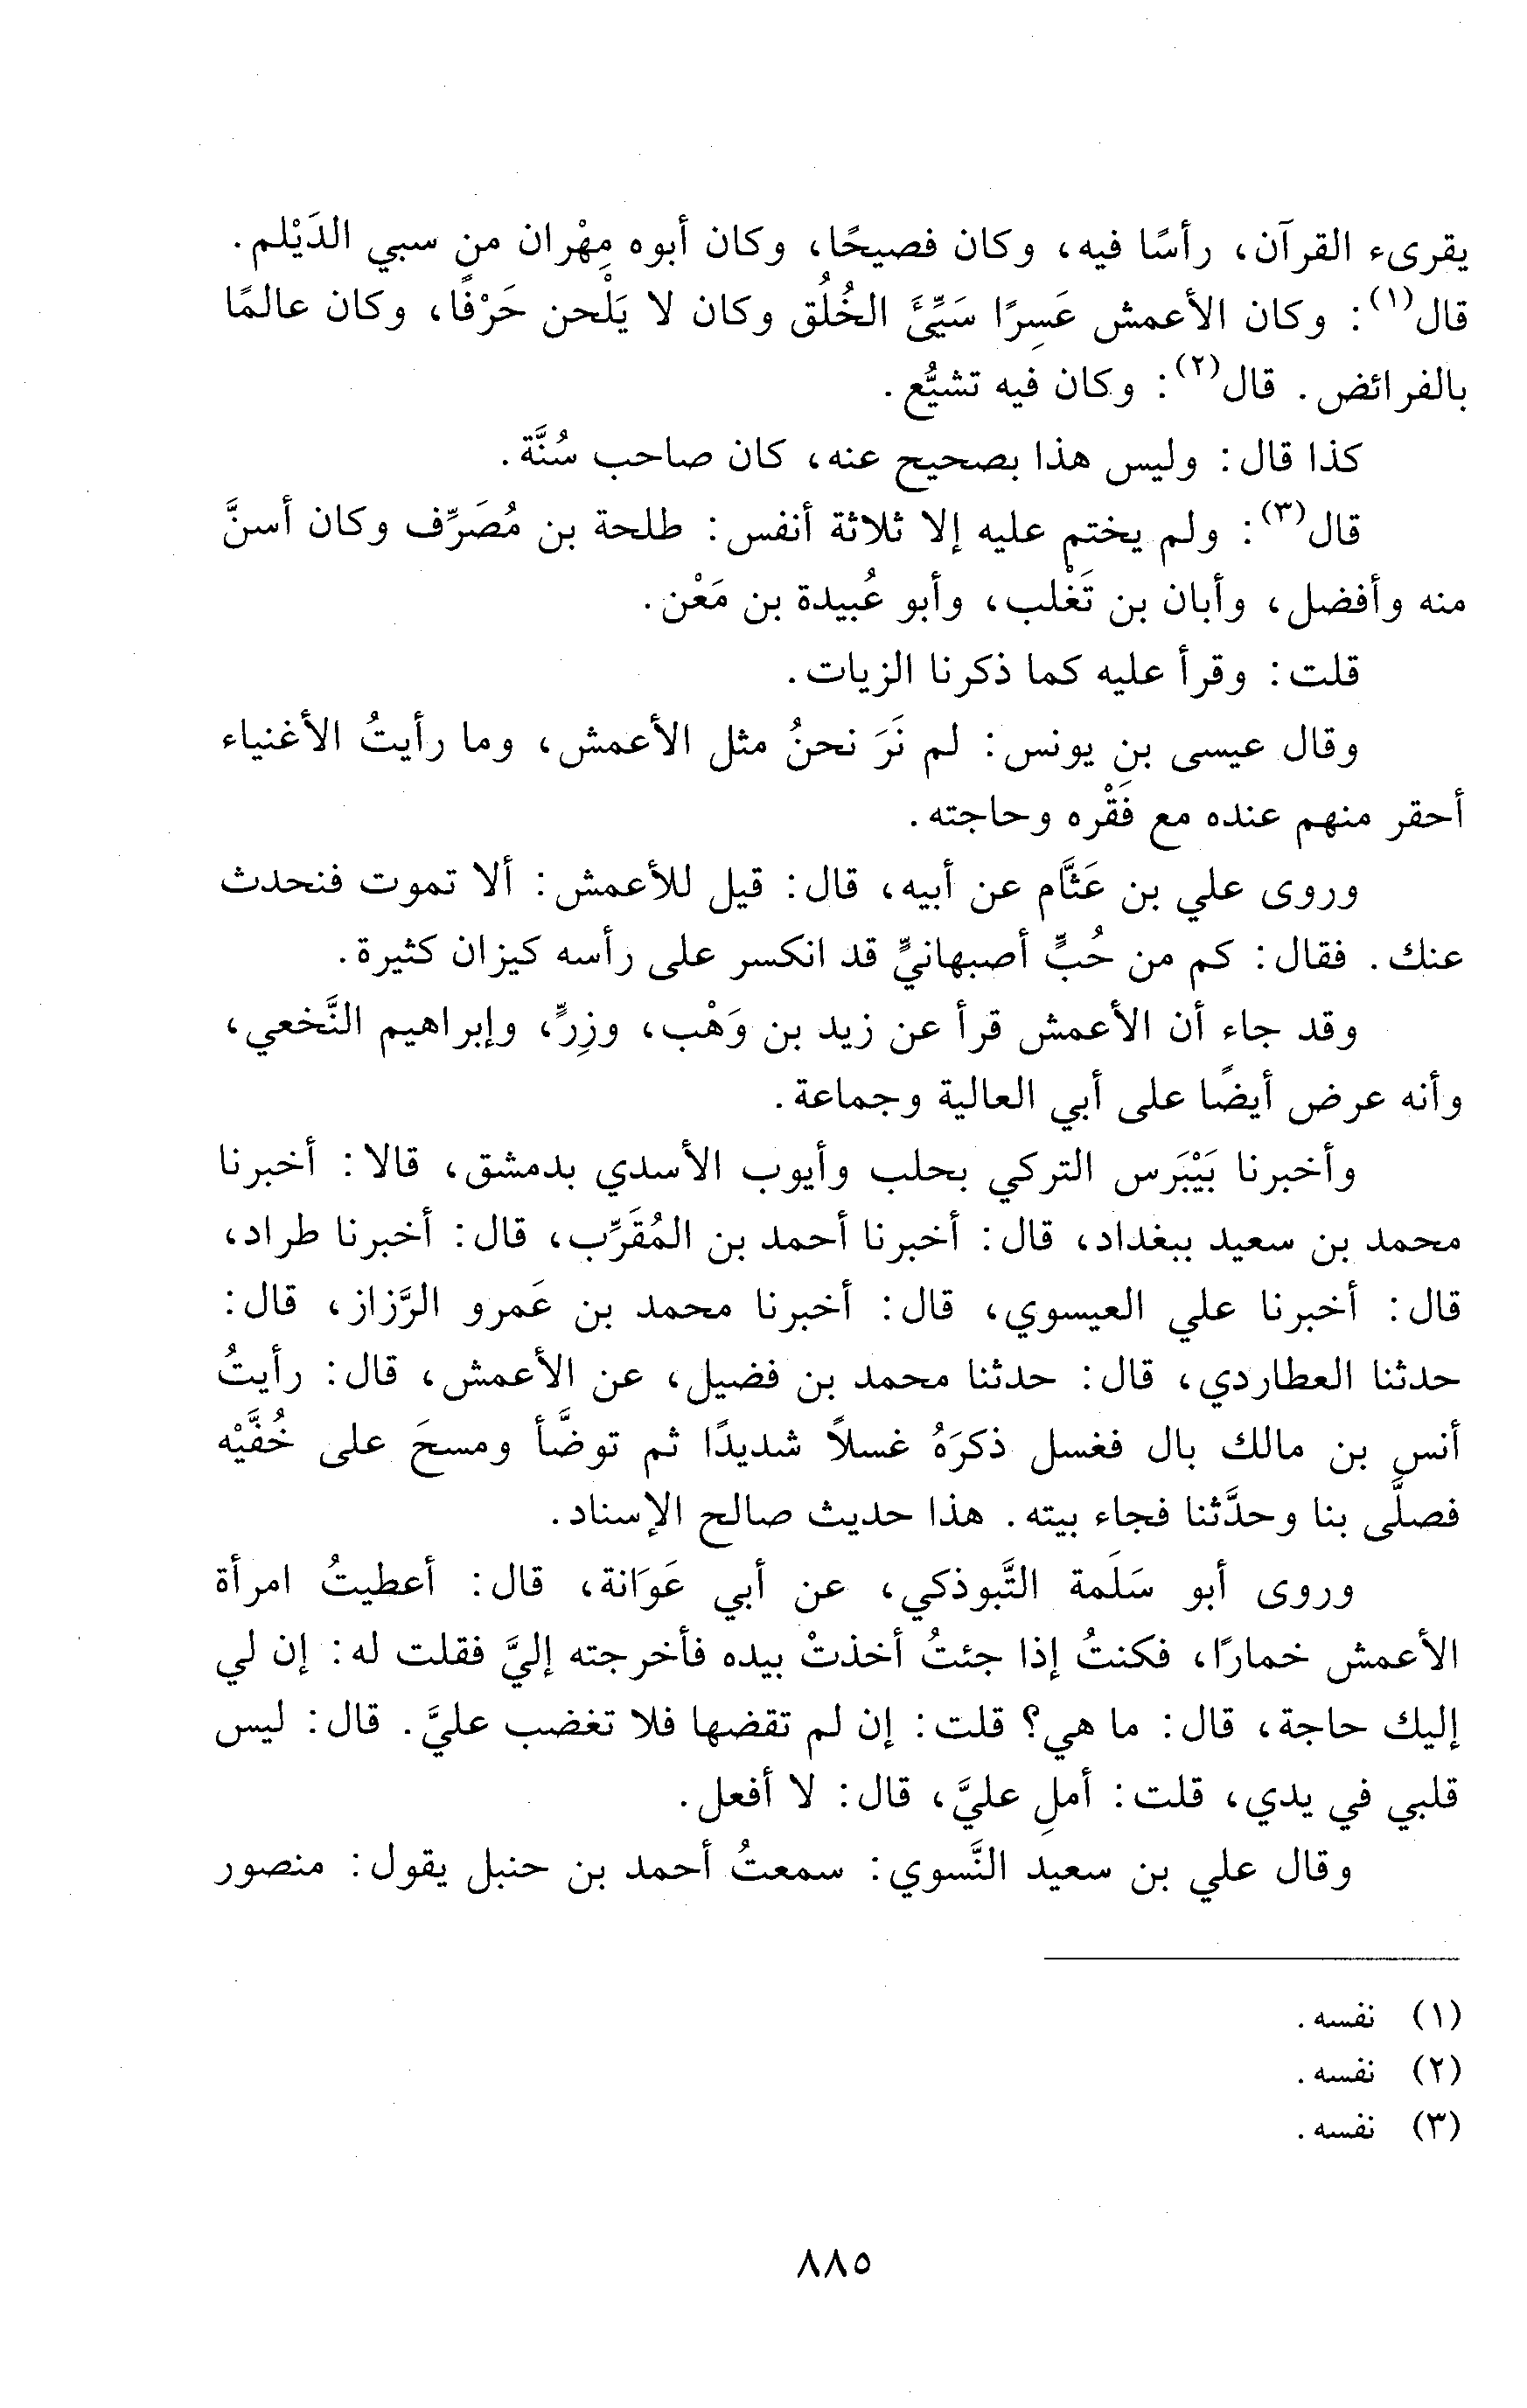 يقرىء القرآن، رأسًا فيه، وكان فصيحًا، وكان أبوه مِهْران من سبي الدَيْلم.
قال(١): وكان الأعمش عَسِرًا سَيِّئَ الخُلُق وكان لا يَلْحن حَرْفًا، وكان عالمًا
بالفرائض. قال(٢): وكان فيه تشيُّع.
كذا قال: وليس هذا بصحيح عنه، كان صاحب سُنَّة.
قال(٣): ولم يختم عليه إلا ثلاثة أنفس: طلحة بن مُصَرِّف وكان أسنَّ
منه وأفضل، وأبان بن تَغْلب، وأبو عُبيدة بن مَعْن.
قلت: وقرأ عليه كما ذكرنا الزيات.
وقال عيسى بن يونس: لم نَرَ نحنُ مثل الأعمش، وما رأيتُ الأغنياء
أحقر منهم عنده مع فَقْره وحاجته.
وروى علي بن عَثَّام عن أبيه، قال: قيل للأعمش: ألا تموت فنحدث
عنك. فقال: كم من حُبٍّ أصبهانيٍّ قد انكسر على رأسه كيزان كثيرة.
وقد جاء أن الأعمش قرأ عن زيد بن وَهْب، وزِرٍّ، وإبراهيم النَّخعي،
وأنه عرض أيضًا على أبي العالية وجماعة.
وأخبرنا بَيْبَرس التركي بحلب وأيوب الأسدي بدمشق، قالا: أخبرنا
محمد بن سعيد ببغداد، قال: أخبرنا أحمد بن المُقَرِّب، قال: أخبرنا طراد،
قال: أخبرنا علي العيسوي، قال: أخبرنا محمد بن عَمرو الرَّزاز، قال:
حدثنا العطاردي، قال: حدثنا محمد بن فضيل، عن الأعمش، قال: رأيتُ
أنس بن مالك بال فغسل ذكرَهُ غسلاً شديدًا ثم توضَّأ ومسحَ على خُفَّيْه
فصلَّى بنا وحدَّثنا فجاء بيته. هذا حديث صالح الإسناد.
وروى أبو سَلَمة التَّبوذكي، عن أبي عَوَانة، قال: أعطيتُ امرأة
الأعمش خمارًا، فكنتُ إذا جئتُ أخذتْ بيده فأخرجته إليَّ فقلت له: إن لي
إليك حاجة، قال: ما هي؟ قلت: إن لم تقضها فلا تغضب عليَّ. قال: ليس
قلبي في يدي، قلت: أملِ عليَّ، قال: لا أفعل.
وقال علي بن سعيد النَّسوي: سمعتُ أحمد بن حنبل يقول: منصور
(١) نفسه.
(٢) نفسه.
(٣) نفسه.
٨٨٥